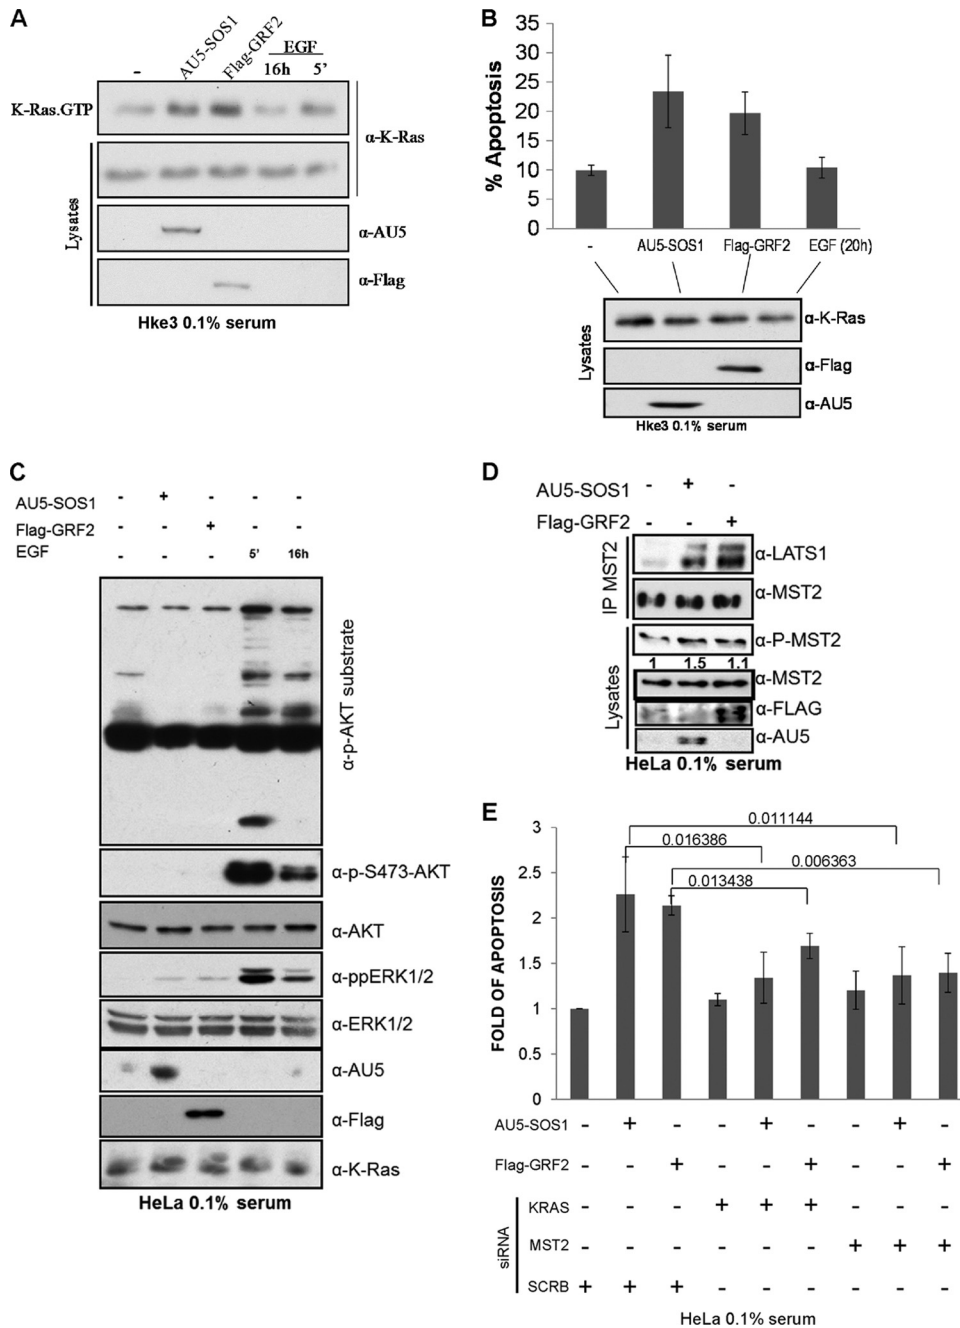 A
AU5-SOS1
Flag-GRF2
EGF
- 16h 5’
K-Ras.GTP
α-K-Ras
Lysates
α-AU5
α-Flag
Hke3 0.1% serum
B
% Apoptosis
35
30
25
20
15
10
5
0
- AU5-SOS1 Flag-GRF2 EGF (20h)
Lysates
α-K-Ras
α-Flag
α-AU5
Hke3 0.1% serum
C
AU5-SOS1 - + - - -
Flag-GRF2 - - + - -
EGF - - - 5’ 16h
α-p-AKT substrate
α-p-S473-AKT
α-AKT
α-ppERK1/2
α-ERK1/2
α-AU5
α-Flag
α-K-Ras
HeLa 0.1% serum
D
AU5-SOS1 - + -
Flag-GRF2 - - +
IP MST2
α-LATS1
α-MST2
Lysates
α-P-MST2
1 1.5 1.1
α-MST2
α-FLAG
α-AU5
HeLa 0.1% serum
E
FOLD OF APOPTOSIS
3
2.5
2
1.5
1
0.5
0
0.011144
0.016386
0.006363
0.013438
AU5-SOS1 - + - - + - - + -
Flag-GRF2 - - + - - + - - +
siRNA
KRAS - - - + + + - - -
MST2 - - - - - - + + +
SCRB + + + - - - - - -
HeLa 0.1% serum